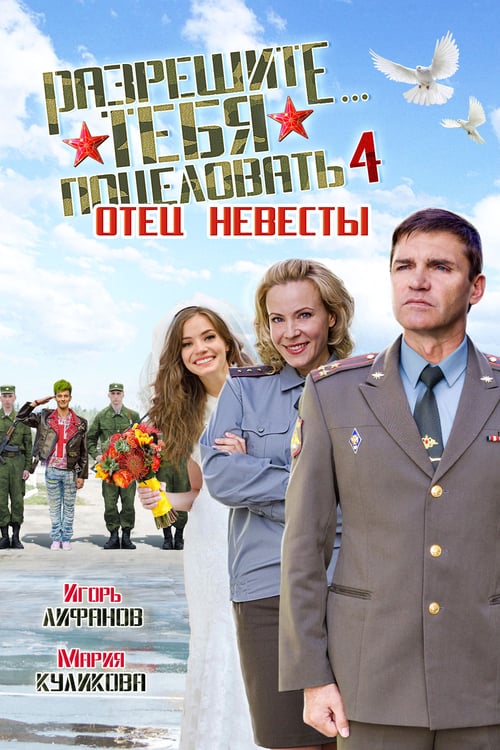 РАЗРЕШИТЕ...
ТЕБЯ
ПОЦЕЛОВАТЬ 4
ОТЕЦ НЕВЕСТЫ
ИГОРЬ
ЛИФАНОВ
МАРИЯ
КУЛИКОВА